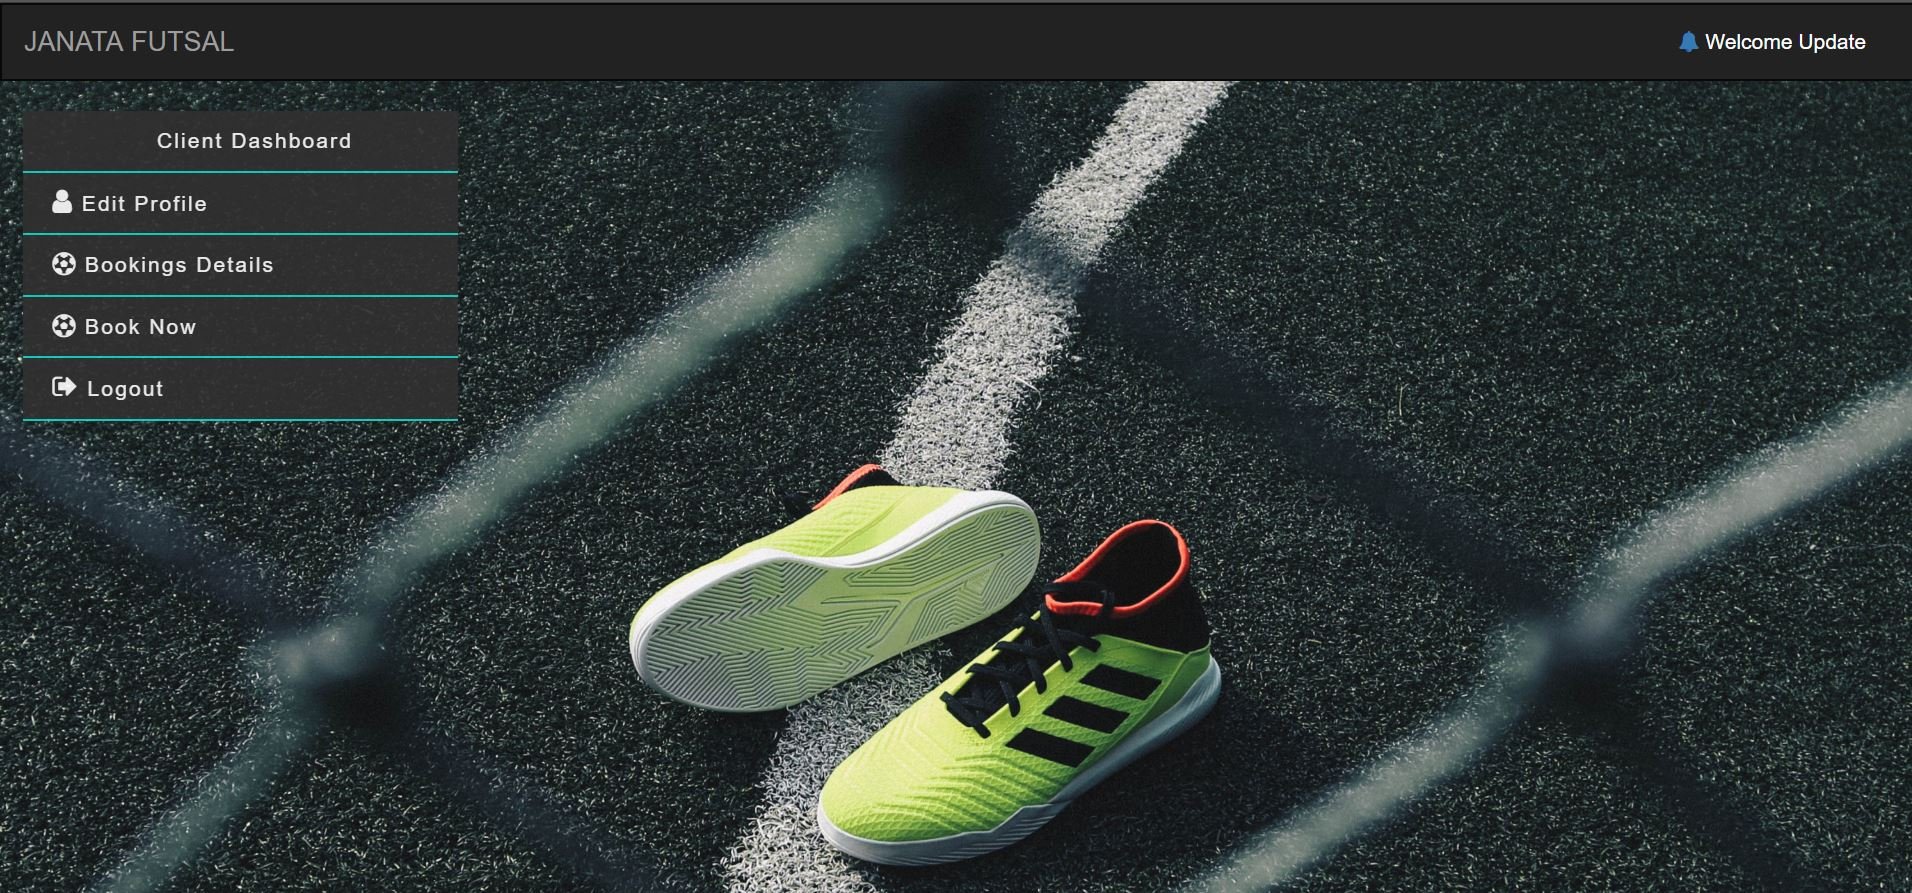 JANATA FUTSAL
Welcome Update
Client Dashboard
Edit Profile
Bookings Details
Book Now
Logout